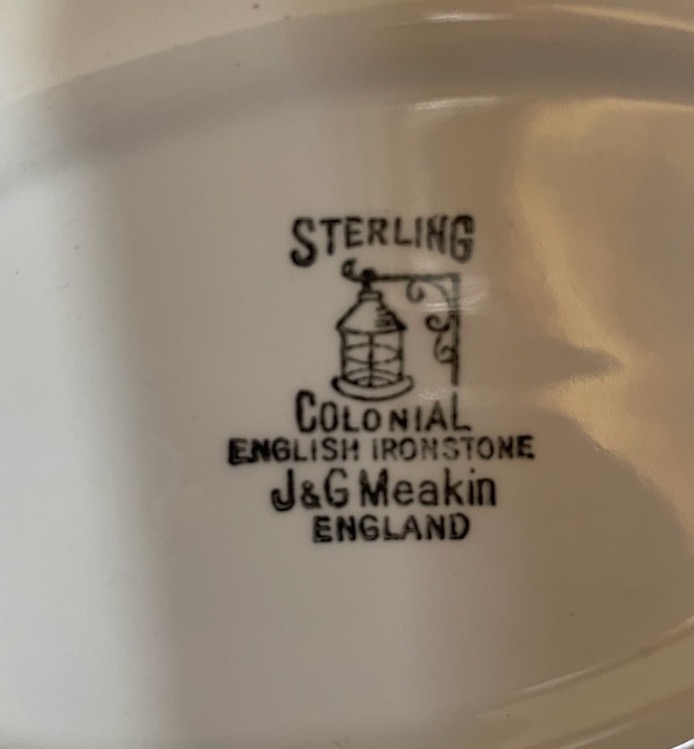 STERLING
COLONIAL
ENGLISH IRONSTONE
J&G Meakin
ENGLAND